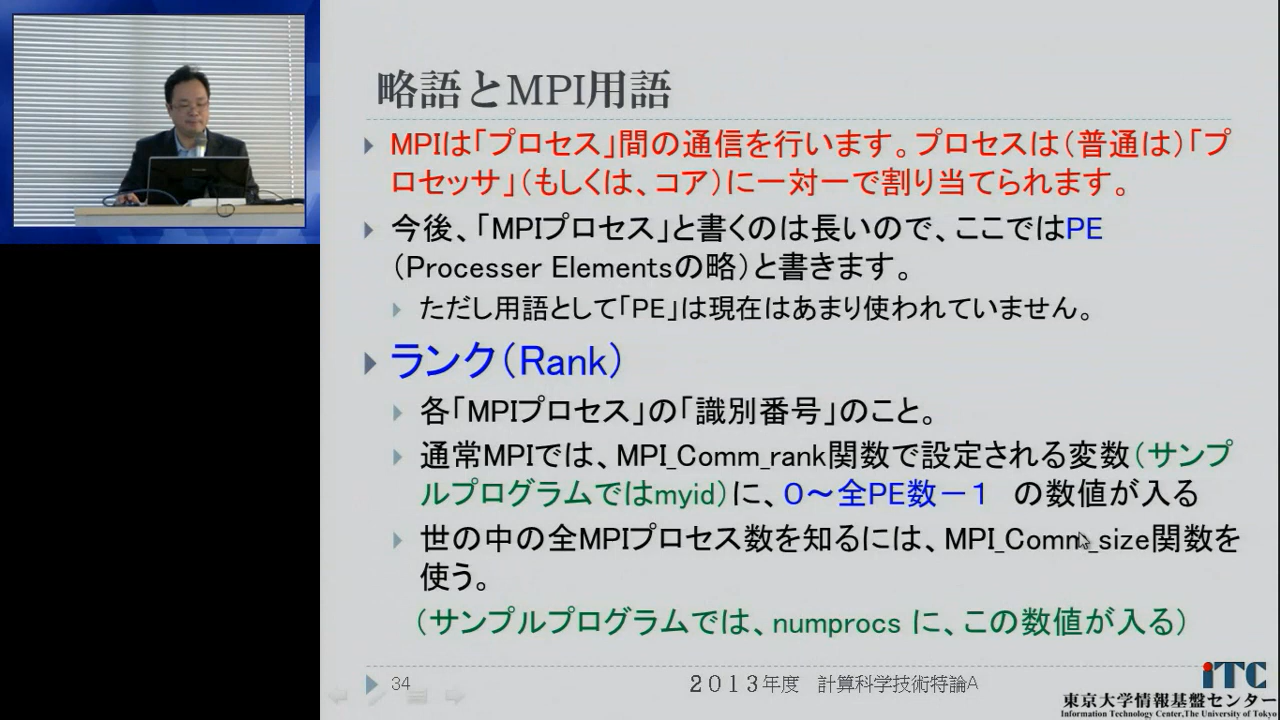 略語とMPI用語
MPIは「プロセス」間の通信を行います。プロセスは(普通は)「プ
ロセッサ」(もしくは、コア)に一対一で割り当てられます。
今後、「MPIプロセス」と書くのは長いので、ここではPE
(Processer Elementsの略)と書きます。
ただし用語として「PE」は現在はあまり使われていません。
ランク(Rank)
各「MPIプロセス」の「識別番号」のこと。
通常MPIでは、MPI_Comm_rank関数で設定される変数(サンプ
ルプログラムではmyid)に、0～全PE数－1 の数値が入る
世の中の全MPIプロセス数を知るには、MPI_Comm_size関数を
使う。
(サンプルプログラムでは、numprocs に、この数値が入る)
34
2013年度 計算科学技術特論A
iTC
東京大学情報基盤センター
Information Technology Center,The University of Tokyo